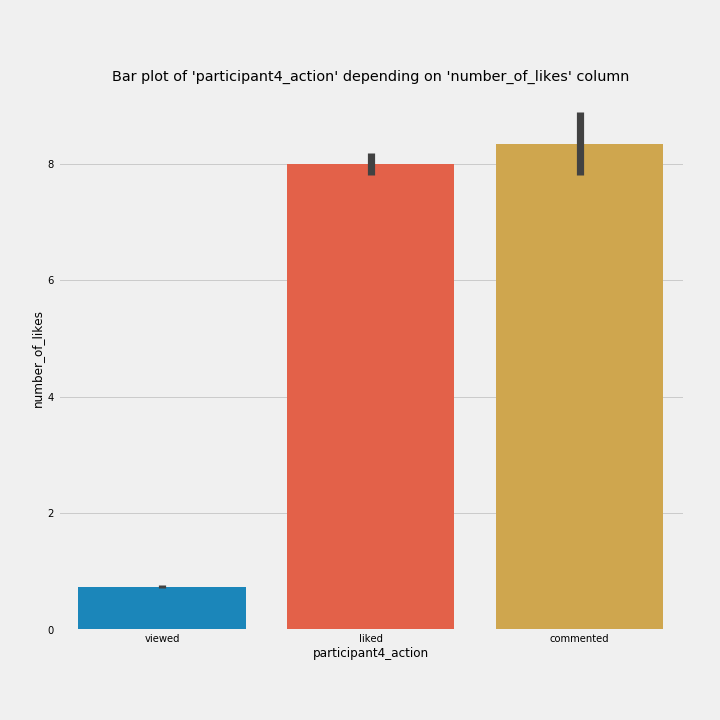 Bar plot of 'participant4_action' depending on 'number_of_likes' column
number_of_likes
8
6
4
2
0
viewed
liked
commented
participant4_action